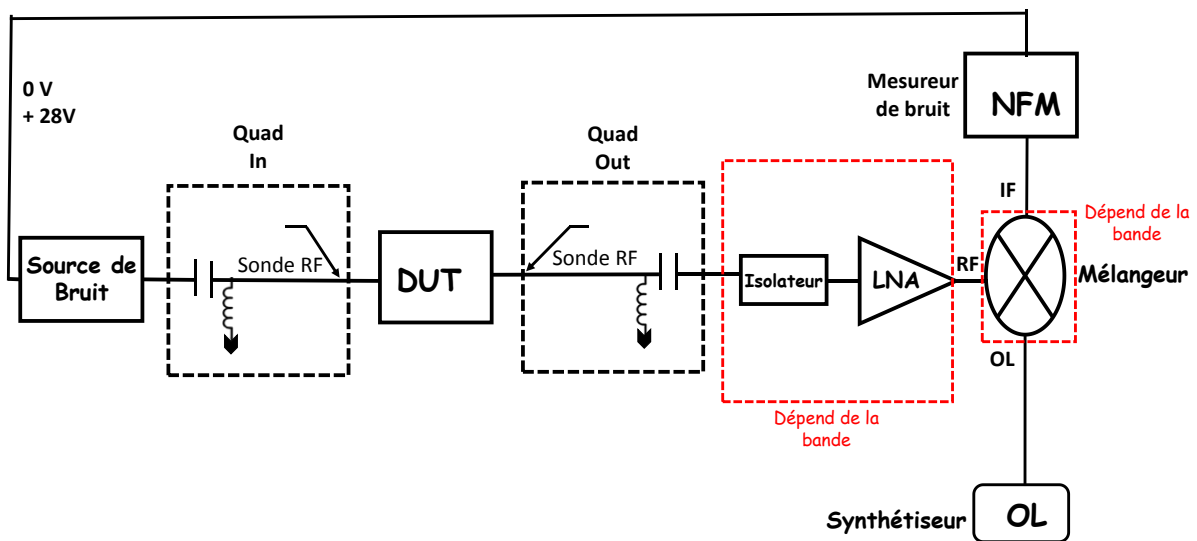 0 V
+ 28V
Mesureur
de bruit
NFM
Quad
In
Quad
Out
IF
Dépend de la
bande
Source de
Bruit
Sonde RF
DUT
Sonde RF
Isolateur
LNA
RF
Mélangeur
OL
Dépend de la
bande
Synthétiseur
OL